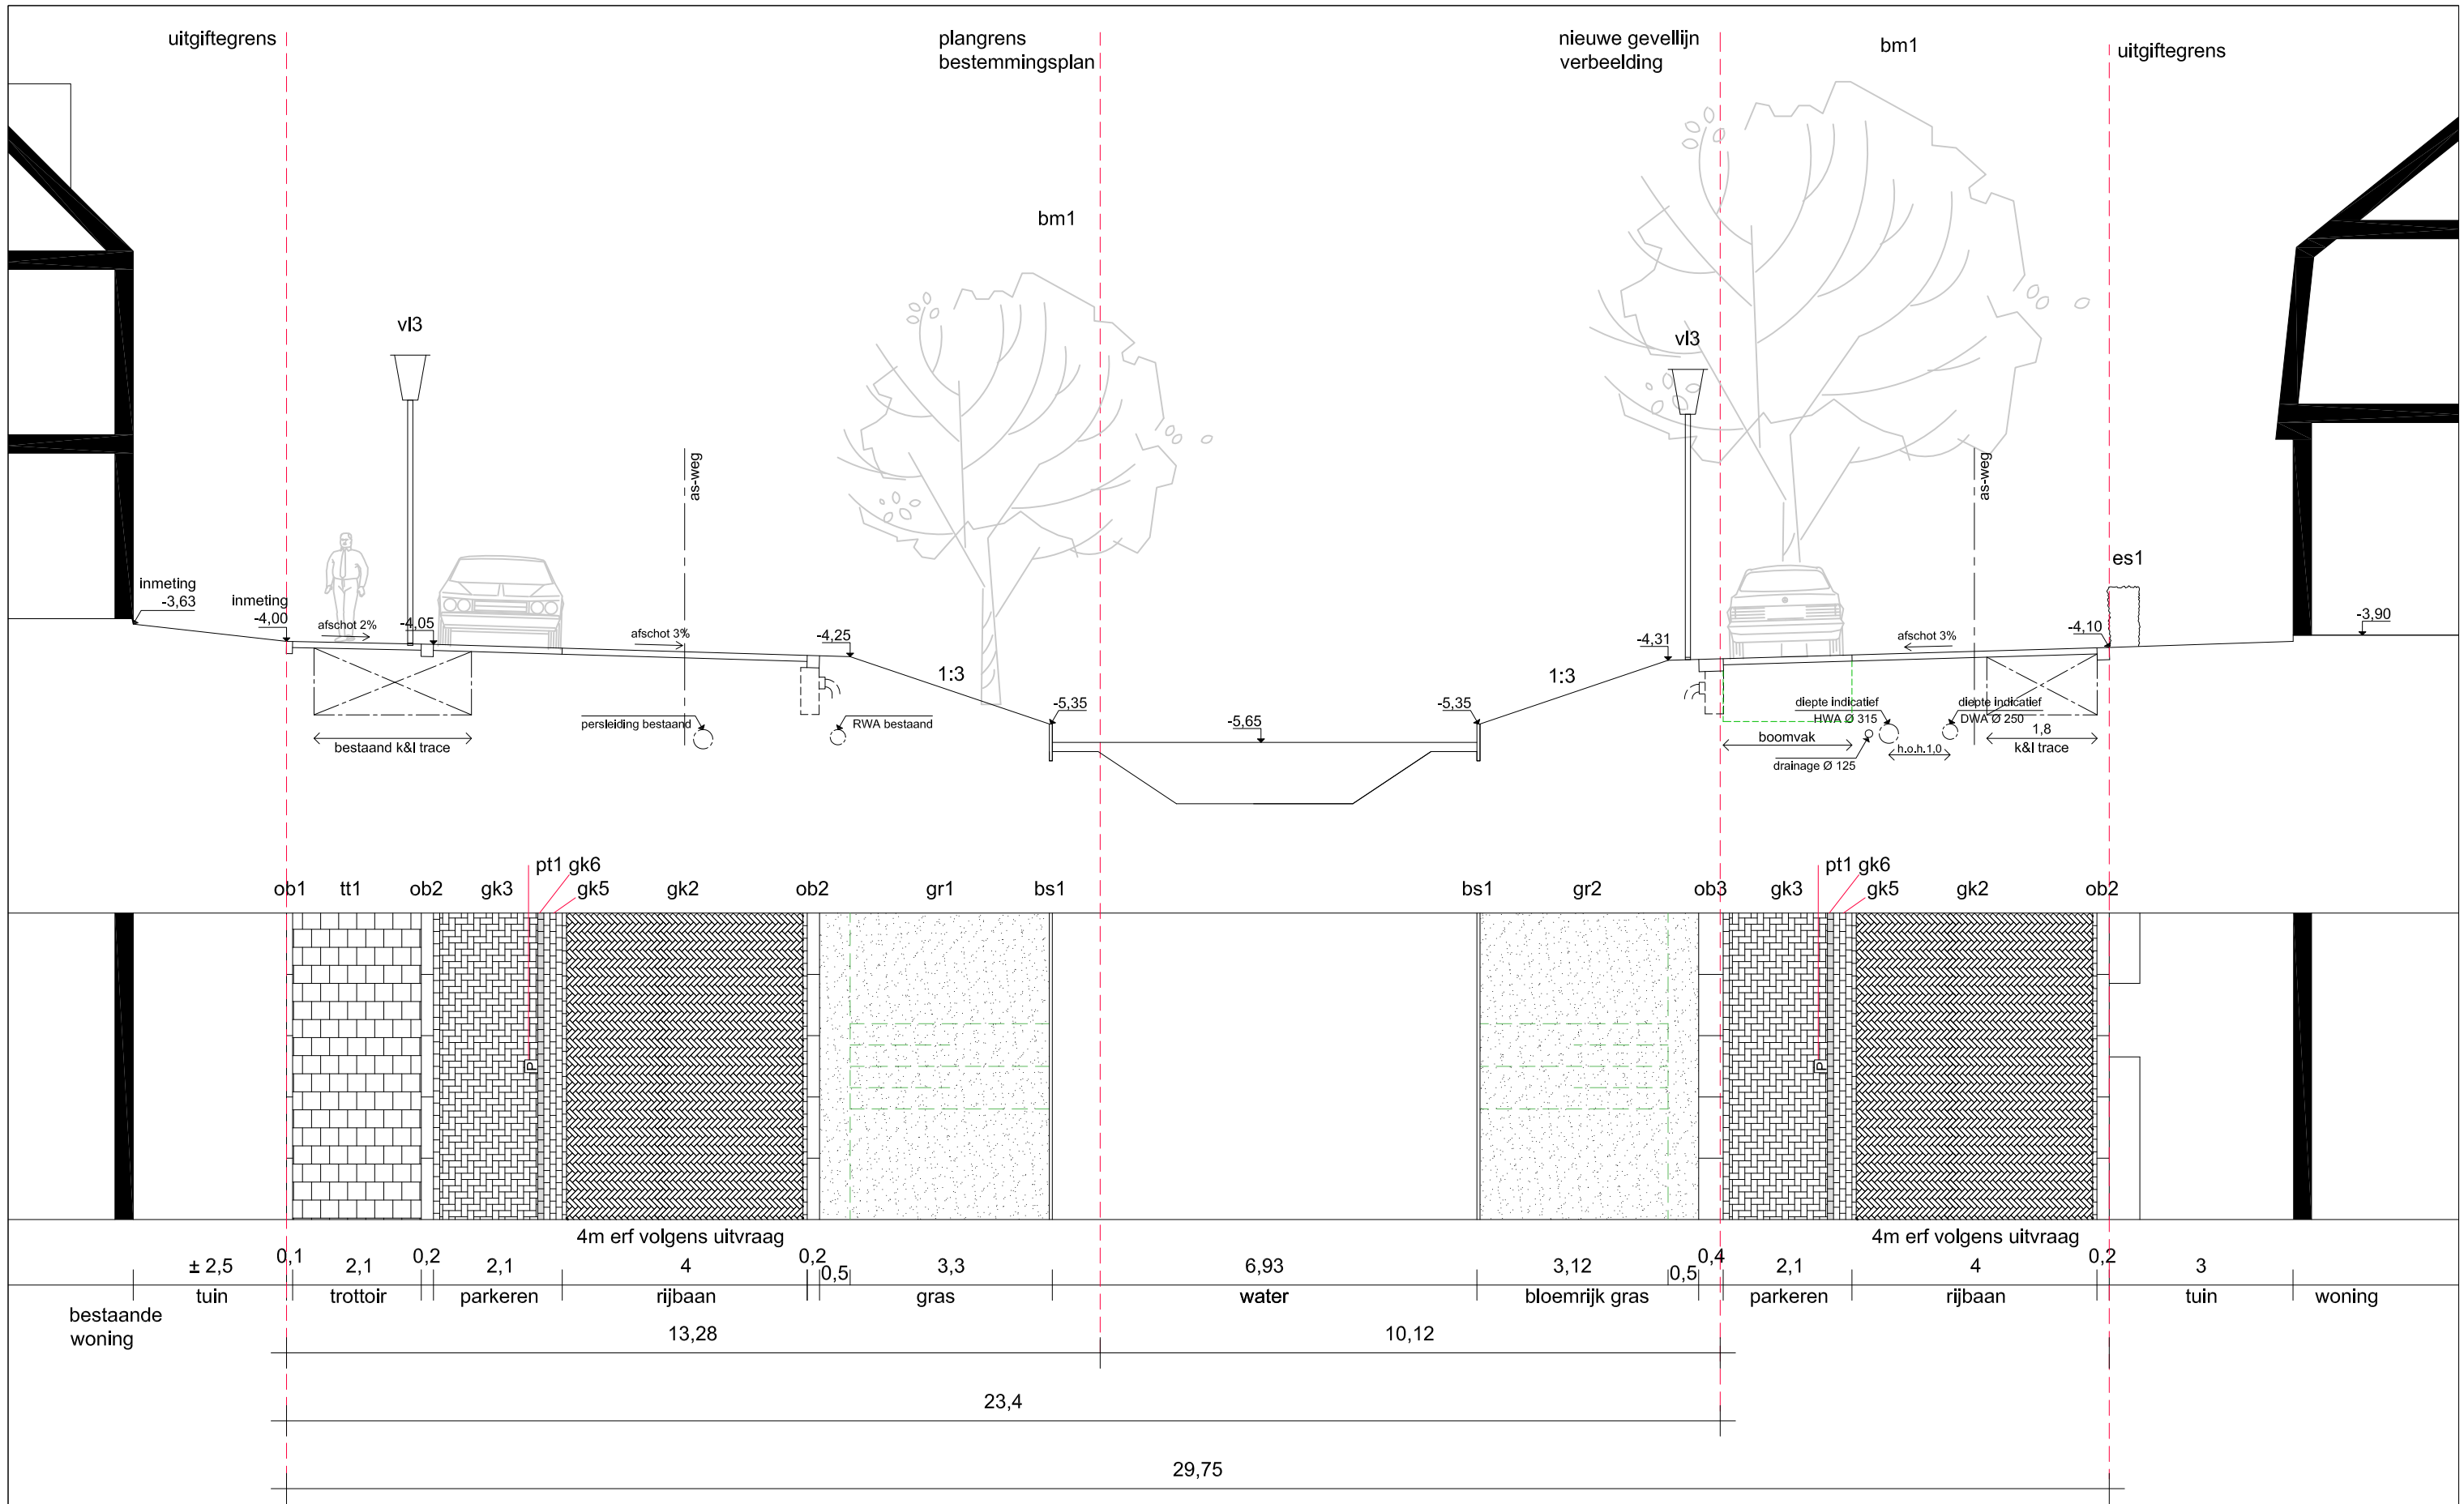 uitgiftegrens
plangrens
bestemmingsplan
nieuwe gevellijn
verbeelding
bm1
uitgiftegrens
bm1
vl3
vl3
as-weg
as-weg
es1
inmeting
-3,63
inmeting
-4,00
afschot 2%
-4,05
afschot 3%
-4,25
1:3
-5,35
-5,65
-5,35
1:3
-4,31
afschot 3%
-4,10
-3,90
bestaand k&l trace
persleiding bestaand
RWA bestaand
boomvak
diepte indicatief
HWA Ø 315
drainage Ø 125
h.o.h.1,0
diepte indicatief
DWA Ø 250
1,8
k&l trace
pt1 gk6
pt1 gk6
ob1 tt1 ob2 gk3 gk5 gk2 ob2 gr1 bs1 bs1 gr2 ob3 gk3 gk5 gk2 ob2
P
P
4m erf volgens uitvraag
4m erf volgens uitvraag
± 2,5 0,1 2,1 0,2 2,1 4 0,2 0,5 3,3 6,93 3,12 0,5 0,4 2,1 4 0,2 3
tuin trottoir parkeren rijbaan gras water bloemrijk gras parkeren rijbaan tuin woning
bestaande
woning
13,28 10,12
23,4
29,75